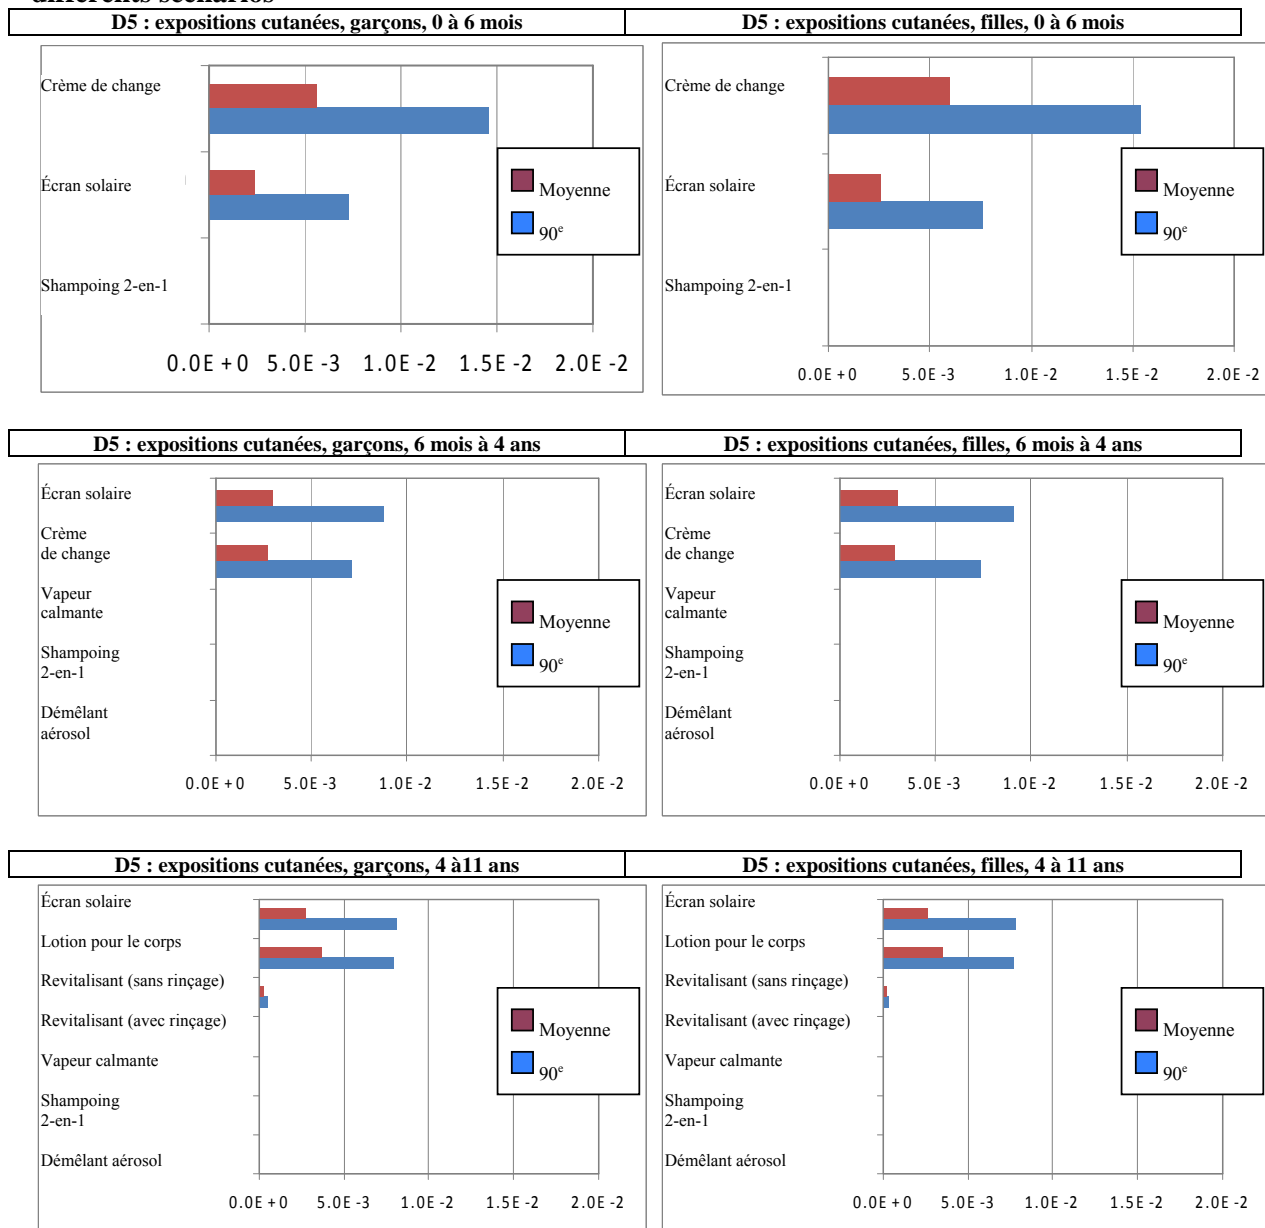 différents scénarios
D5 : expositions cutanées, garçons, 0 à 6 mois
D5 : expositions cutanées, filles, 0 à 6 mois
Crème de change
Écran solaire
Shampoing 2-en-1
Moyenne
90e
0.0E+0 5.0E-3 1.0E-2 1.5E-2 2.0E-2
Crème de change
Écran solaire
Shampoing 2-en-1
Moyenne
90e
0.0E+0 5.0E-3 1.0E-2 1.5E-2 2.0E-2
D5 : expositions cutanées, garçons, 6 mois à 4 ans
D5 : expositions cutanées, filles, 6 mois à 4 ans
Écran solaire
Crème
de change
Vapeur
calmante
Shampoing
2-en-1
Démêlant
aérosol
Moyenne
90e
0.0E+0 5.0E-3 1.0E-2 1.5E-2 2.0E-2
Écran solaire
Crème
de change
Vapeur
calmante
Shampoing
2-en-1
Démêlant
aérosol
Moyenne
90e
0.0E+0 5.0E-3 1.0E-2 1.5E-2 2.0E-2
D5 : expositions cutanées, garçons, 4 à11 ans
D5 : expositions cutanées, filles, 4 à 11 ans
Écran solaire
Lotion pour le corps
Revitalisant (sans rinçage)
Revitalisant (avec rinçage)
Vapeur calmante
Shampoing
2-en-1
Démêlant aérosol
Moyenne
90e
0.0E+0 5.0E-3 1.0E-2 1.5E-2 2.0E-2
Écran solaire
Lotion pour le corps
Revitalisant (sans rinçage)
Revitalisant (avec rinçage)
Vapeur calmante
Shampoing
2-en-1
Démêlant aérosol
Moyenne
90e
0.0E+0 5.0E-3 1.0E-2 1.5E-2 2.0E-2